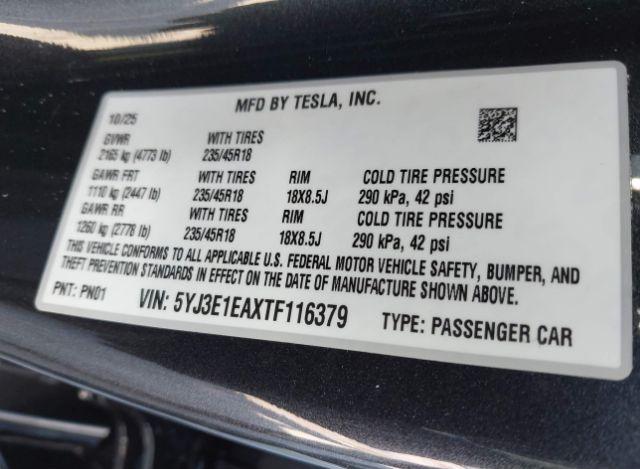 MFD BY TESLA, INC.
10/25
GVWR WITH TIRES
2165 kg (4773 lb) 235/45R18
GAWR FRT WITH TIRES RIM COLD TIRE PRESSURE
1110 kg (2447 lb) 235/45R18 18X8.5J 290 kPa, 42 psi
GAWR RR WITH TIRES RIM COLD TIRE PRESSURE
1260 kg (2778 lb) 235/45R18 18X8.5J 290 kPa, 42 psi
THIS VEHICLE CONFORMS TO ALL APPLICABLE U.S. FEDERAL MOTOR VEHICLE SAFETY, BUMPER, AND
THEFT PREVENTION STANDARDS IN EFFECT ON THE DATE OF MANUFACTURE SHOWN ABOVE.
PNT: PN01 VIN: 5YJ3E1EAXTF116379 TYPE: PASSENGER CAR